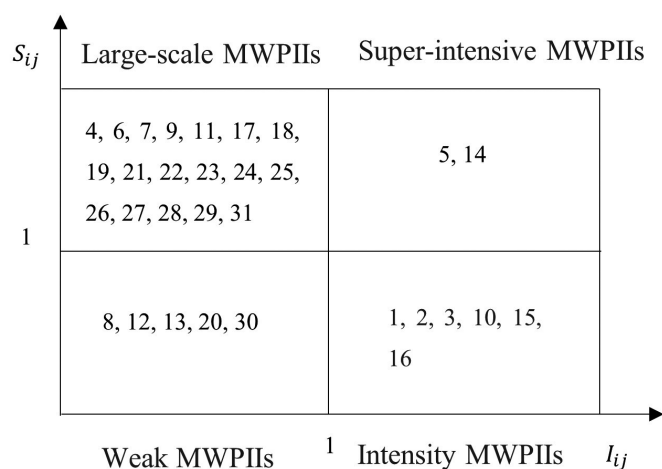 S_ij
Large-scale MWPIIs
Super-intensive MWPIIs
4, 6, 7, 9, 11, 17, 18,
19, 21, 22, 23, 24, 25,
26, 27, 28, 29, 31
5, 14
1
8, 12, 13, 20, 30
1, 2, 3, 10, 15,
16
Weak MWPIIs
1
Intensity MWPIIs
I_ij